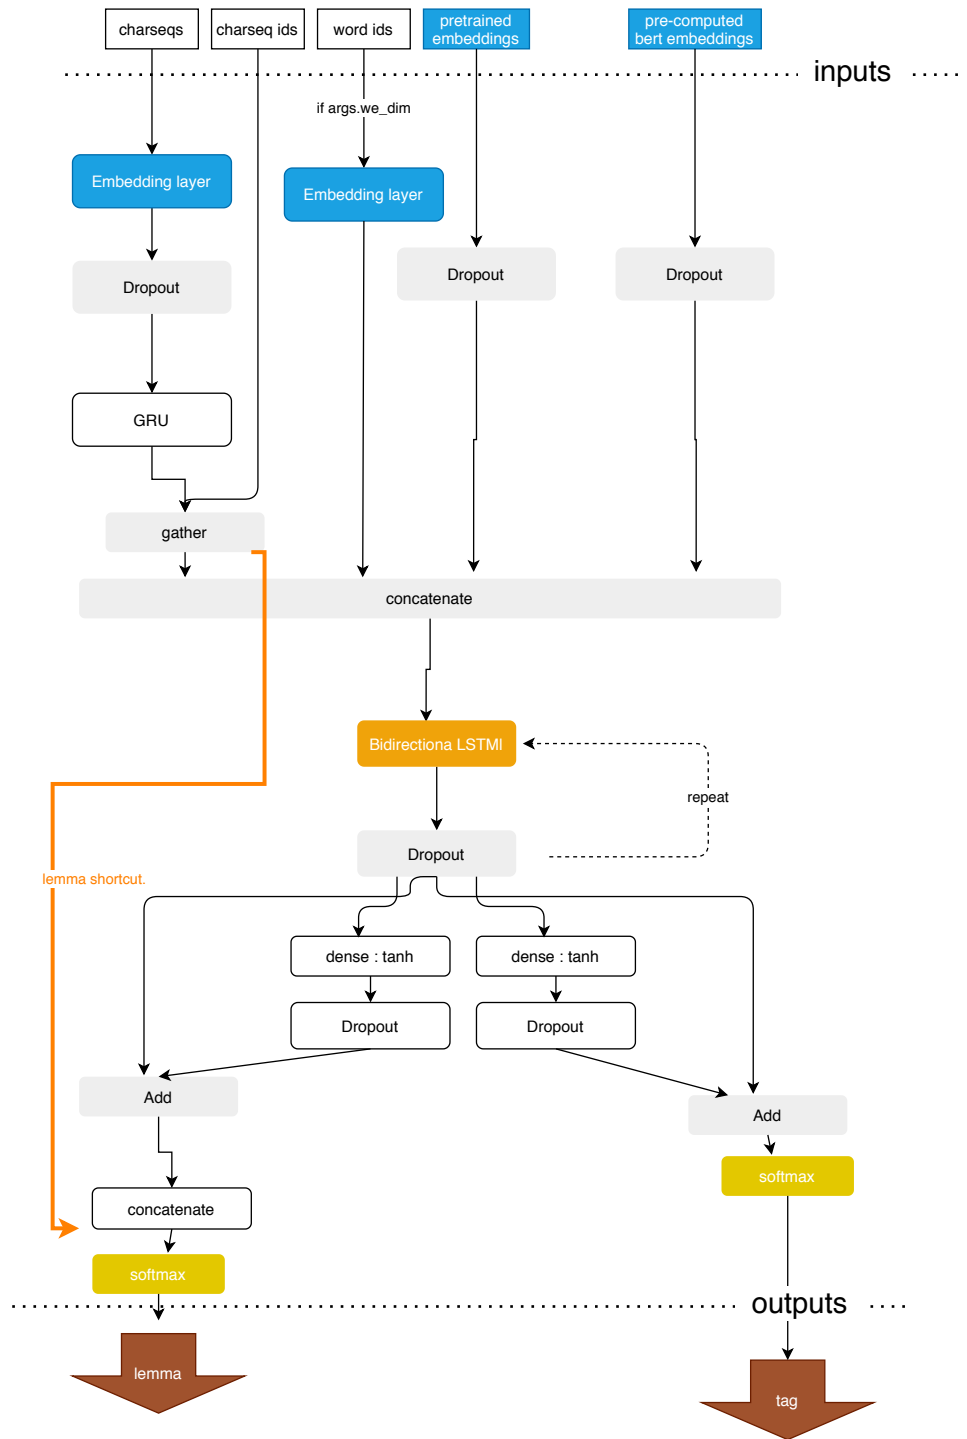 charseqs
charseq ids
word ids
pretrained
embeddings
pre-computed
bert embeddings
inputs
if args.we_dim
Embedding layer
Embedding layer
Dropout
Dropout
Dropout
GRU
gather
concatenate
Bidirectiona LSTMl
repeat
Dropout
lemma shortcut.
dense : tanh
dense : tanh
Dropout
Dropout
Add
Add
softmax
concatenate
softmax
outputs
lemma
tag